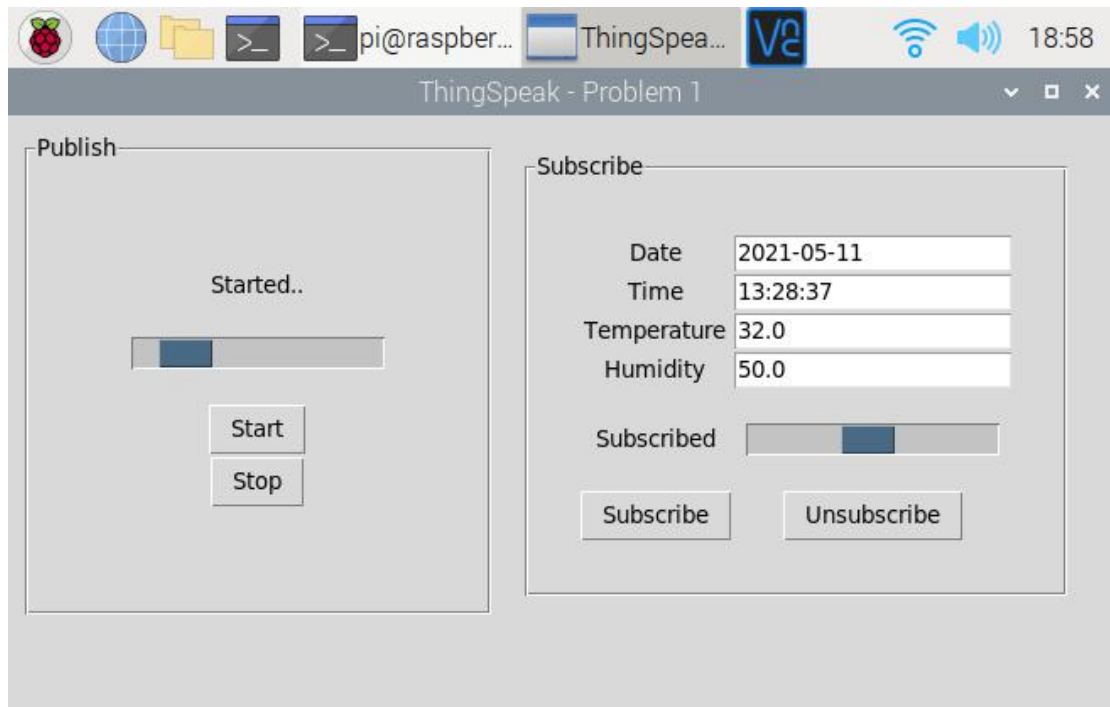 >_ >_ pi@raspber... ThingSpea... VNC 18:58
ThingSpeak - Problem 1
Publish
Started..
Start
Stop
Subscribe
Date 2021-05-11
Time 13:28:37
Temperature 32.0
Humidity 50.0
Subscribed
Subscribe Unsubscribe